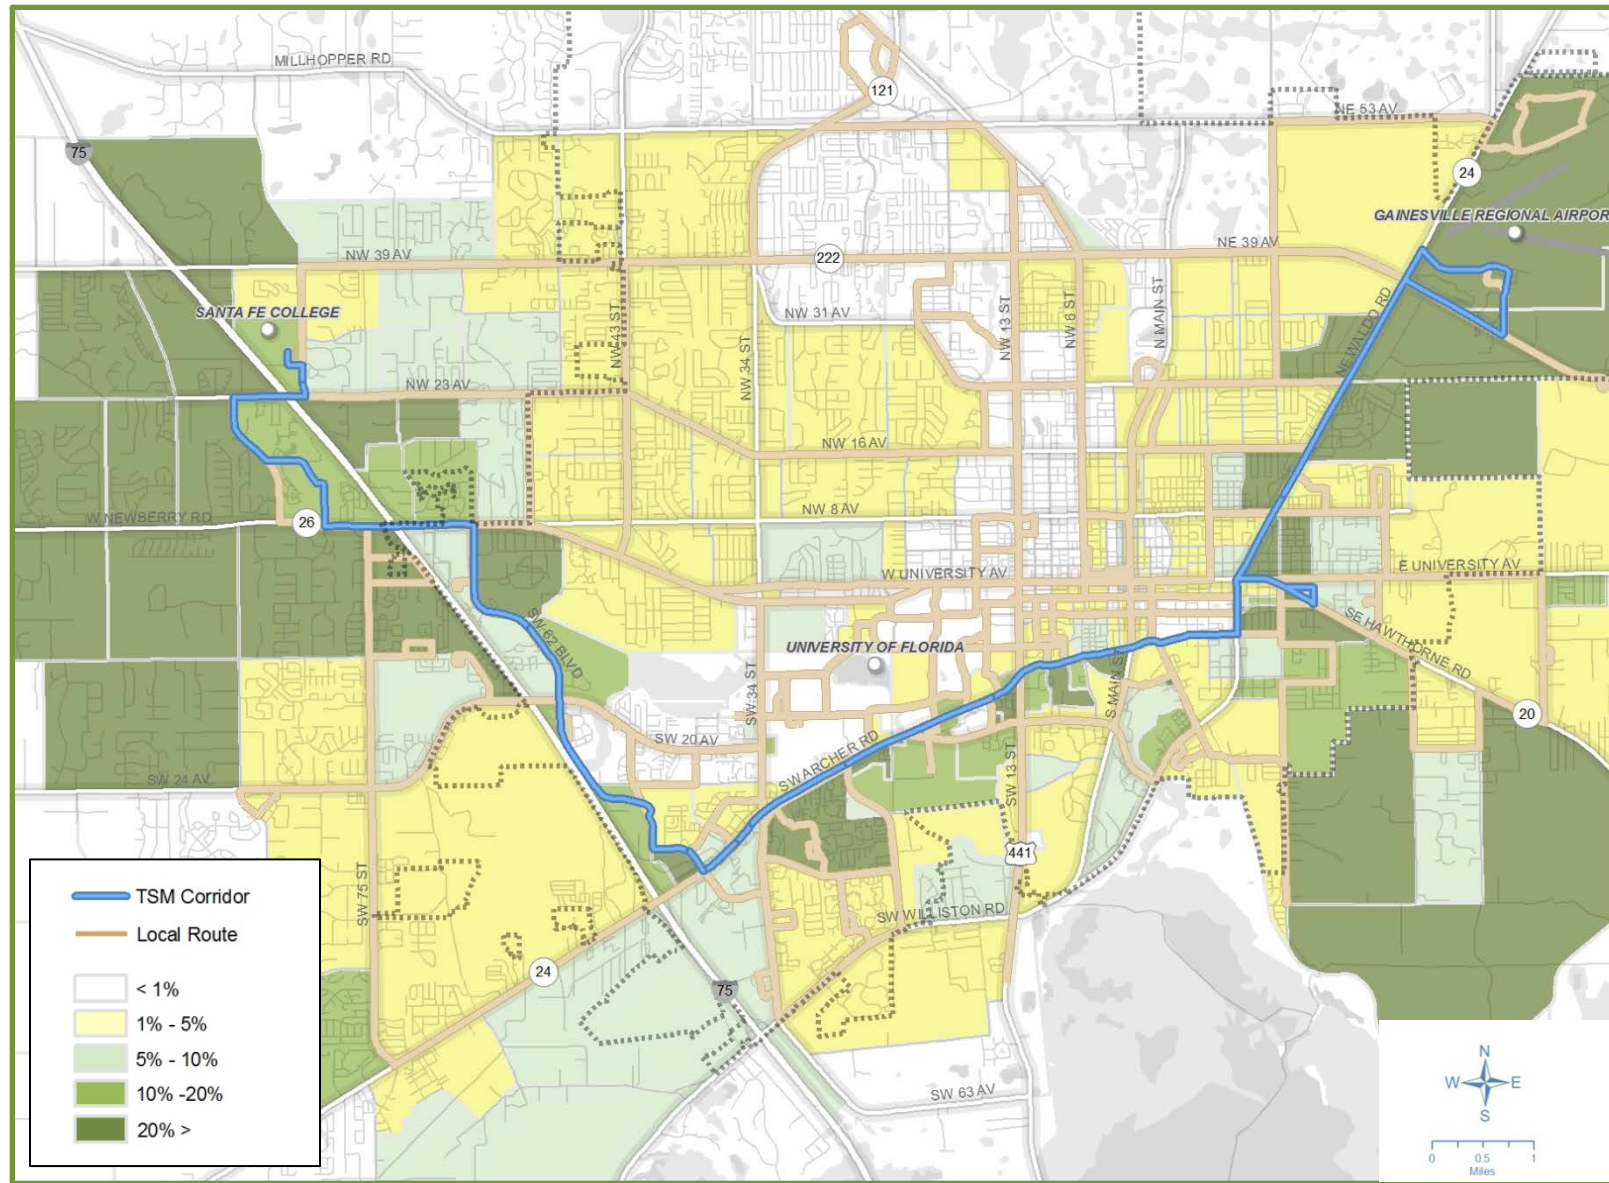 MILLHOPPER RD
121
NE 53 AV
75
24
GAINESVILLE REGIONAL AIRPOR
NW 39 AV
222
NE 39 AV
SANTA FE COLLEGE
NW 31 AV
NW 43 ST
NW 34 ST
NW 13 ST
NW 6 ST
N MAIN ST
NE WALDO RD
NW 23 AV
NW 16 AV
W NEWBERRY RD
26
NW 8 AV
W UNIVERSITY AV
E UNIVERSITY AV
SW 62 BLVD
UNIVERSITY OF FLORIDA
SE HAWTHORNE RD
SW 34 ST
S MAIN S
20
SW 20 AV
SW ARCHER RD
SW 24 AV
SW 13 ST
441
SW 75 ST
SW WILLISTON RD
24
75
SW 63 AV
TSM Corridor
Local Route
< 1%
1% - 5%
5% - 10%
10% -20%
20% >
N
W E
S
0 0.5 1
Miles